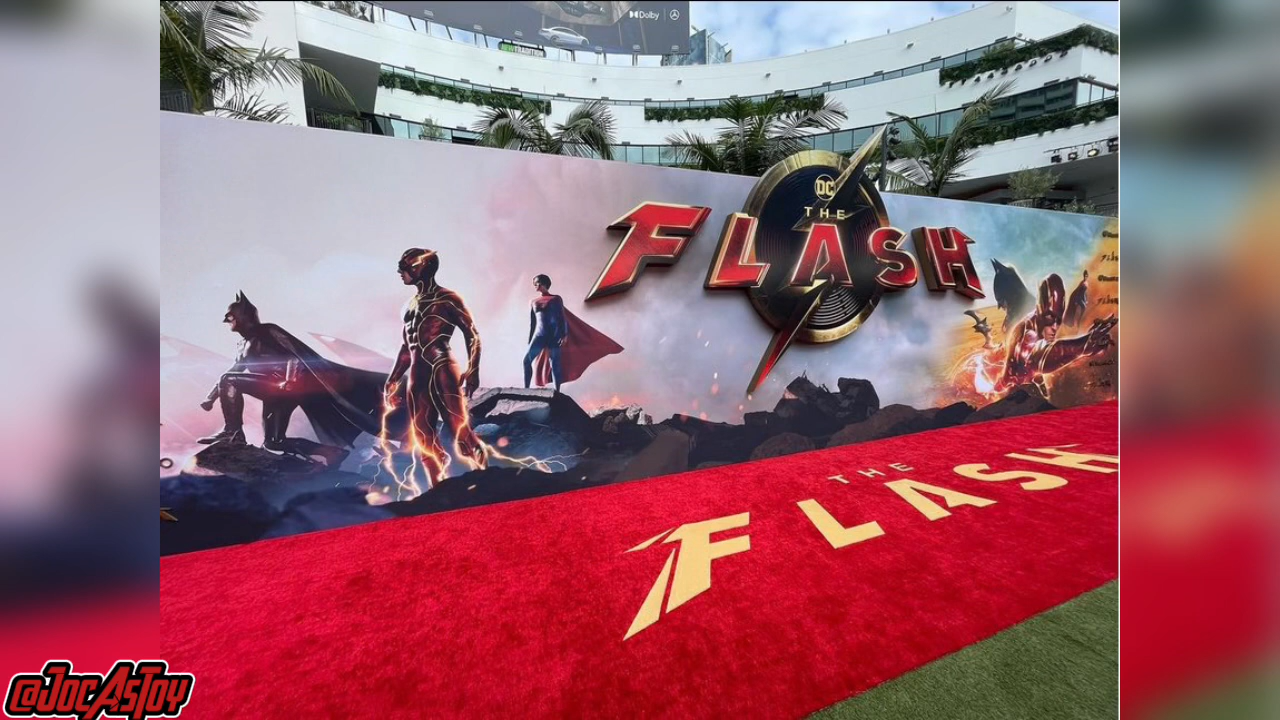 Dolby
DC
THE
FLASH
THE
FLASH
@JocAsToy